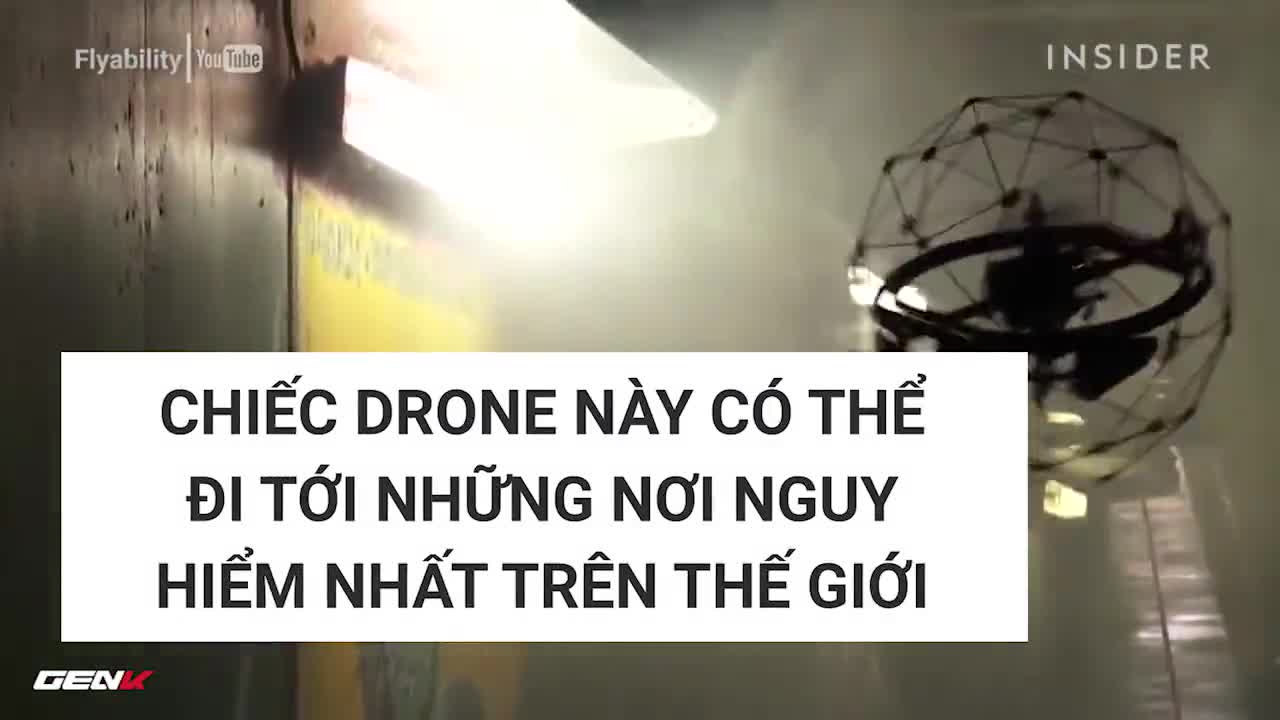 Flyability YouTube
INSIDER
CHIẾC DRONE NÀY CÓ THỂ
ĐI TỚI NHỮNG NƠI NGUY
HIỂM NHẤT TRÊN THẾ GIỚI
GENK